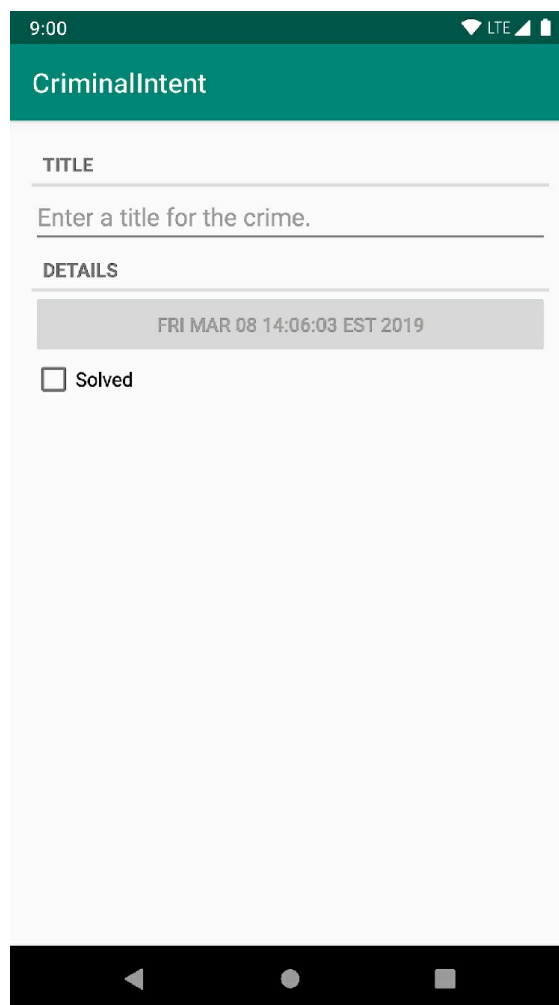 9:00 LTE
CriminalIntent
TITLE
Enter a title for the crime.
DETAILS
FRI MAR 08 14:06:03 EST 2019
Solved